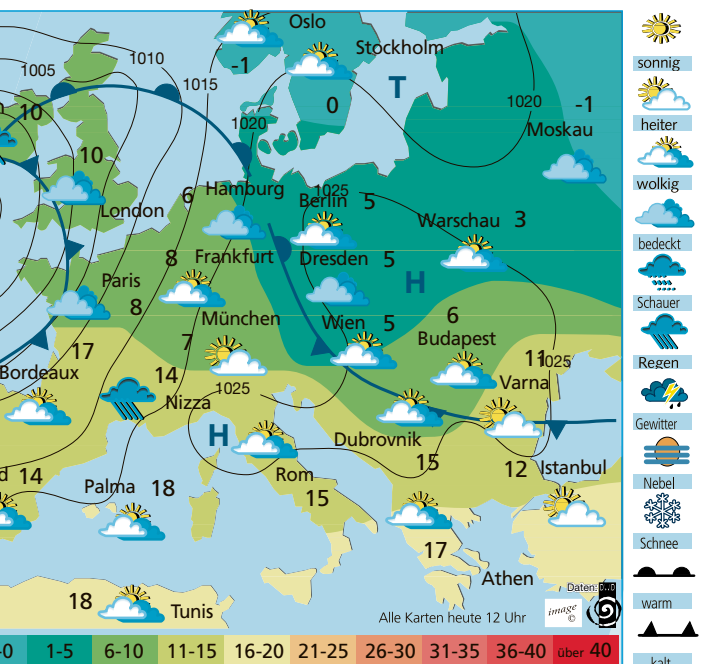 Oslo
-1
Stockholm
0
T
1005
1010
1015
1020
1020
-1
Moskau
10
10
London
6
Hamburg
1025
Berlin
5
Warschau
3
8
Frankfurt
Dresden
5
H
Paris
8
München
7
Wien
5
6
Budapest
17
Bordeaux
14
Nizza
1025
11
1025
Varna
H
Dubrovnik
15
12
Istanbul
14
Palma
18
Rom
15
17
Athen
18
Tunis
Daten:
Alle Karten heute 12 Uhr
image
©
sonnig
heiter
wolkig
bedeckt
Schauer
Regen
Gewitter
Nebel
Schnee
warm
kalt
-0
1-5
6-10
11-15
16-20
21-25
26-30
31-35
36-40
über 40